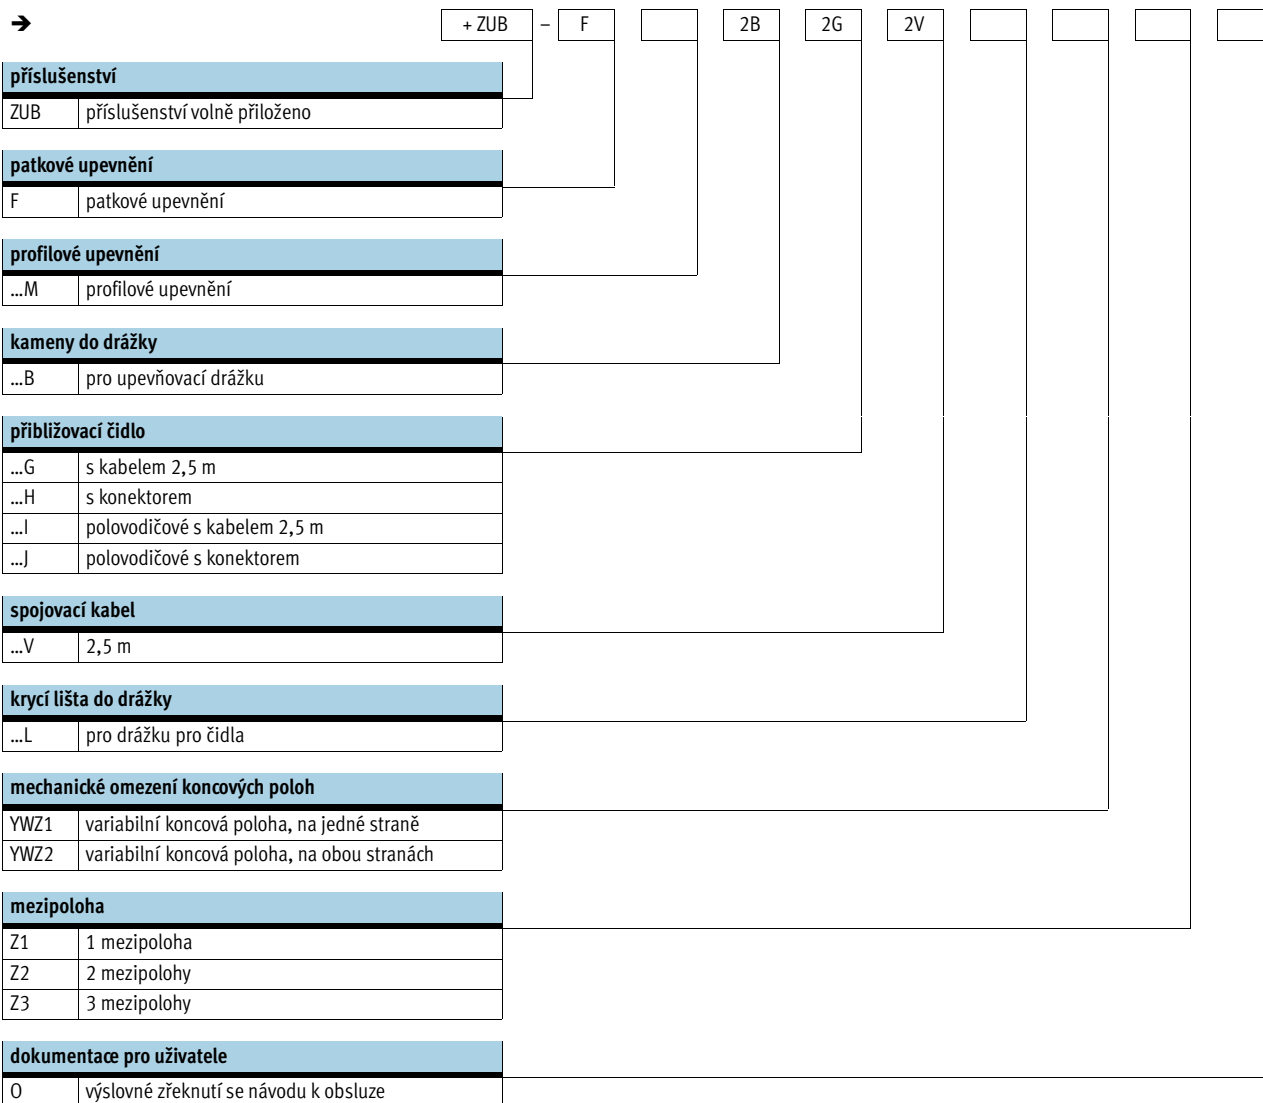 ➔ + ZUB – F 2B 2G 2V
příslušenství
ZUB příslušenství volně přiloženo
patkové upevnění
F patkové upevnění
profilové upevnění
...M profilové upevnění
kameny do drážky
...B pro upevňovací drážku
přibližovací čidlo
...G s kabelem 2,5 m
...H s konektorem
...I polovodičové s kabelem 2,5 m
...J polovodičové s konektorem
spojovací kabel
...V 2,5 m
krycí lišta do drážky
...L pro drážku pro čidla
mechanické omezení koncových poloh
YWZ1 variabilní koncová poloha, na jedné straně
YWZ2 variabilní koncová poloha, na obou stranách
mezipoloha
Z1 1 mezipoloha
Z2 2 mezipolohy
Z3 3 mezipolohy
dokumentace pro uživatele
O výslovné zřeknutí se návodu k obsluze